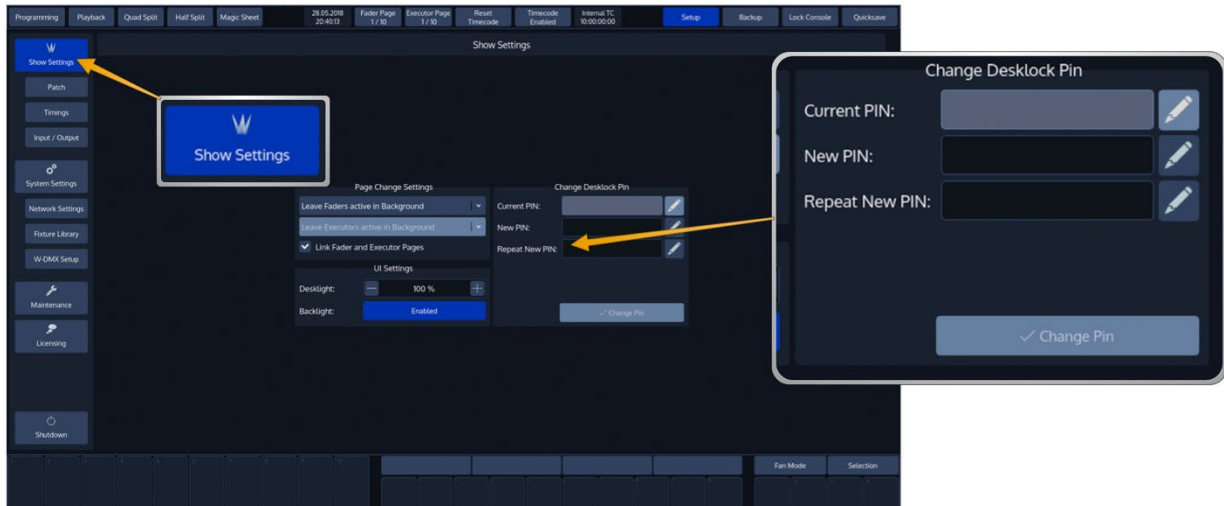 Programming
Playback
Quad Split
Half Split
Magic Sheet
28.05.2018
20:40:13
Fader Page
1 / 10
Executor Page
1 / 10
Reset
Timecode
Timecode
Enabled
Internal TC
10:00:00:00
Setup
Backup
Lock Console
Quicksave
Show Settings
Show Settings
Patch
Timings
Input / Output
System Settings
Network Settings
Fixture Library
W-DMX Setup
Maintenance
Licensing
Shutdown
Show Settings
Page Change Settings
Leave Faders active in Background
Leave Executors active in Background
Link Fader and Executor Pages
UI Settings
Desklight:
100 %
Backlight:
Enabled
Change Desklock Pin
Current PIN:
New PIN:
Repeat New PIN:
Change Pin
Change Desklock Pin
Current PIN:
New PIN:
Repeat New PIN:
Change Pin
Fan Mode
Selection